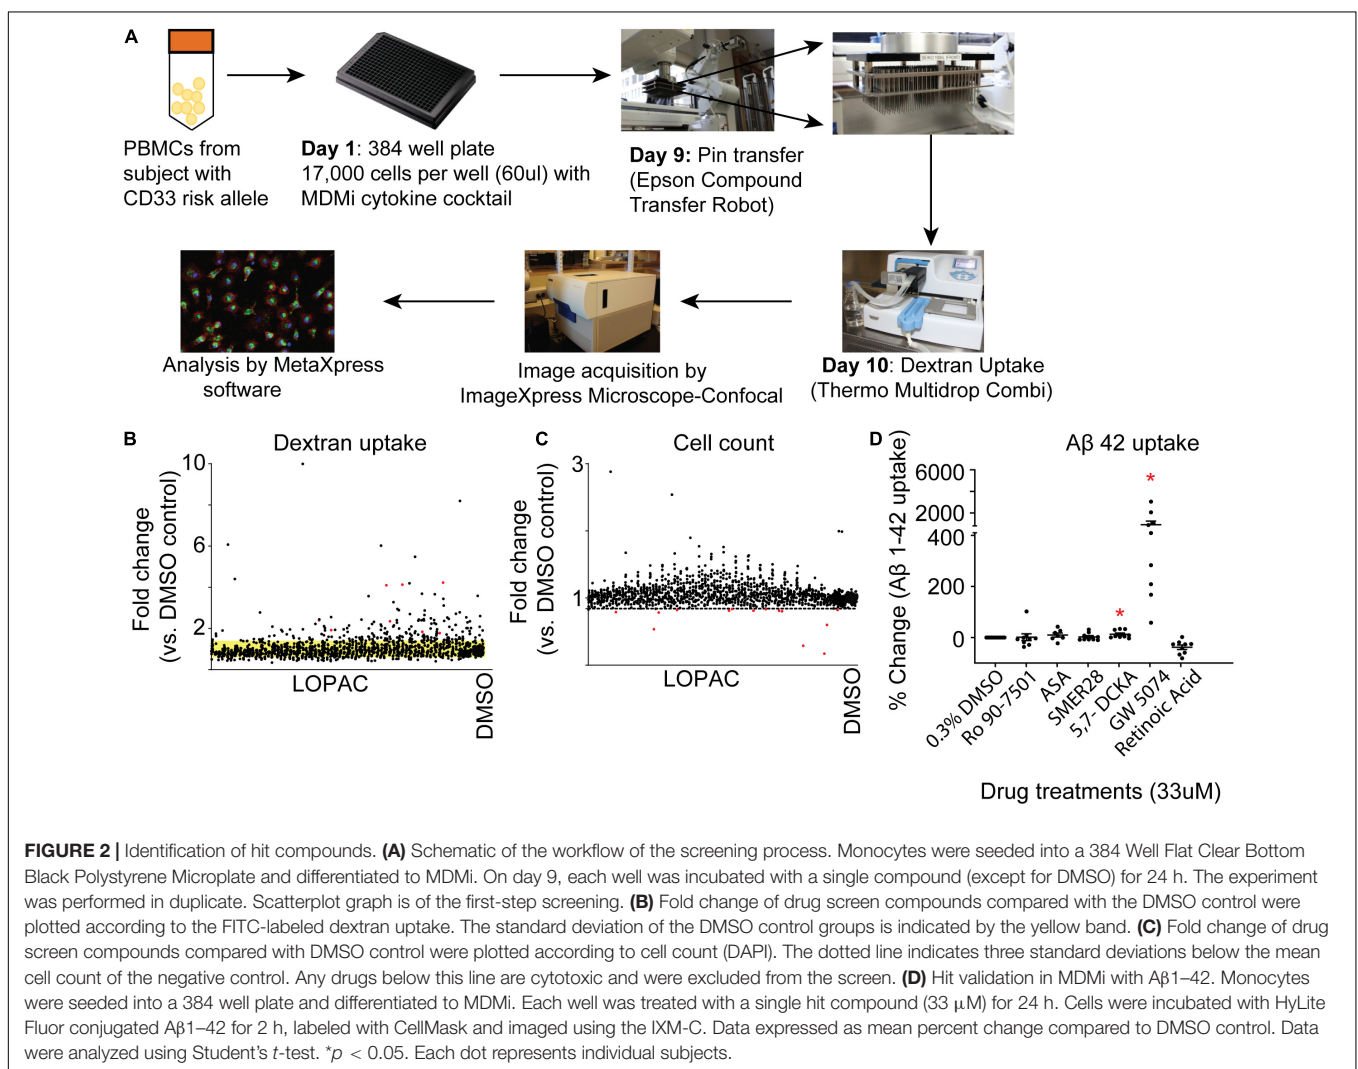 A
PBMCs from
subject with
CD33 risk allele
Day 1: 384 well plate
17,000 cells per well (60ul) with
MDMi cytokine cocktail
Day 9: Pin transfer
(Epson Compound
Transfer Robot)
Analysis by MetaXpress
software
Image acquisition by
ImageXpress Microscope-Confocal
Day 10: Dextran Uptake
(Thermo Multidrop Combi)
B
Dextran uptake
Fold change
(vs. DMSO control)
10
6
2
LOPAC
DMSO
C
Cell count
Fold change
(vs. DMSO control)
3
1
LOPAC
DMSO
D
Aβ 42 uptake
% Change (Aβ 1-42 uptake)
6000
2000
400
200
0
*
*
0.3% DMSO
Ro 90-7501
ASA
SMER28
5,7- DCKA
GW 5074
Retinoic Acid
Drug treatments (33uM)
FIGURE 2 | Identification of hit compounds. (A) Schematic of the workflow of the screening process. Monocytes were seeded into a 384 Well Flat Clear Bottom
Black Polystyrene Microplate and differentiated to MDMi. On day 9, each well was incubated with a single compound (except for DMSO) for 24 h. The experiment
was performed in duplicate. Scatterplot graph is of the first-step screening. (B) Fold change of drug screen compounds compared with the DMSO control were
plotted according to the FITC-labeled dextran uptake. The standard deviation of the DMSO control groups is indicated by the yellow band. (C) Fold change of drug
screen compounds compared with DMSO control were plotted according to cell count (DAPI). The dotted line indicates three standard deviations below the mean
cell count of the negative control. Any drugs below this line are cytotoxic and were excluded from the screen. (D) Hit validation in MDMi with Aβ1–42. Monocytes
were seeded into a 384 well plate and differentiated to MDMi. Each well was treated with a single hit compound (33 μM) for 24 h. Cells were incubated with HyLite
Fluor conjugated Aβ1–42 for 2 h, labeled with CellMask and imaged using the IXM-C. Data expressed as mean percent change compared to DMSO control. Data
were analyzed using Student's t-test. *p < 0.05. Each dot represents individual subjects.